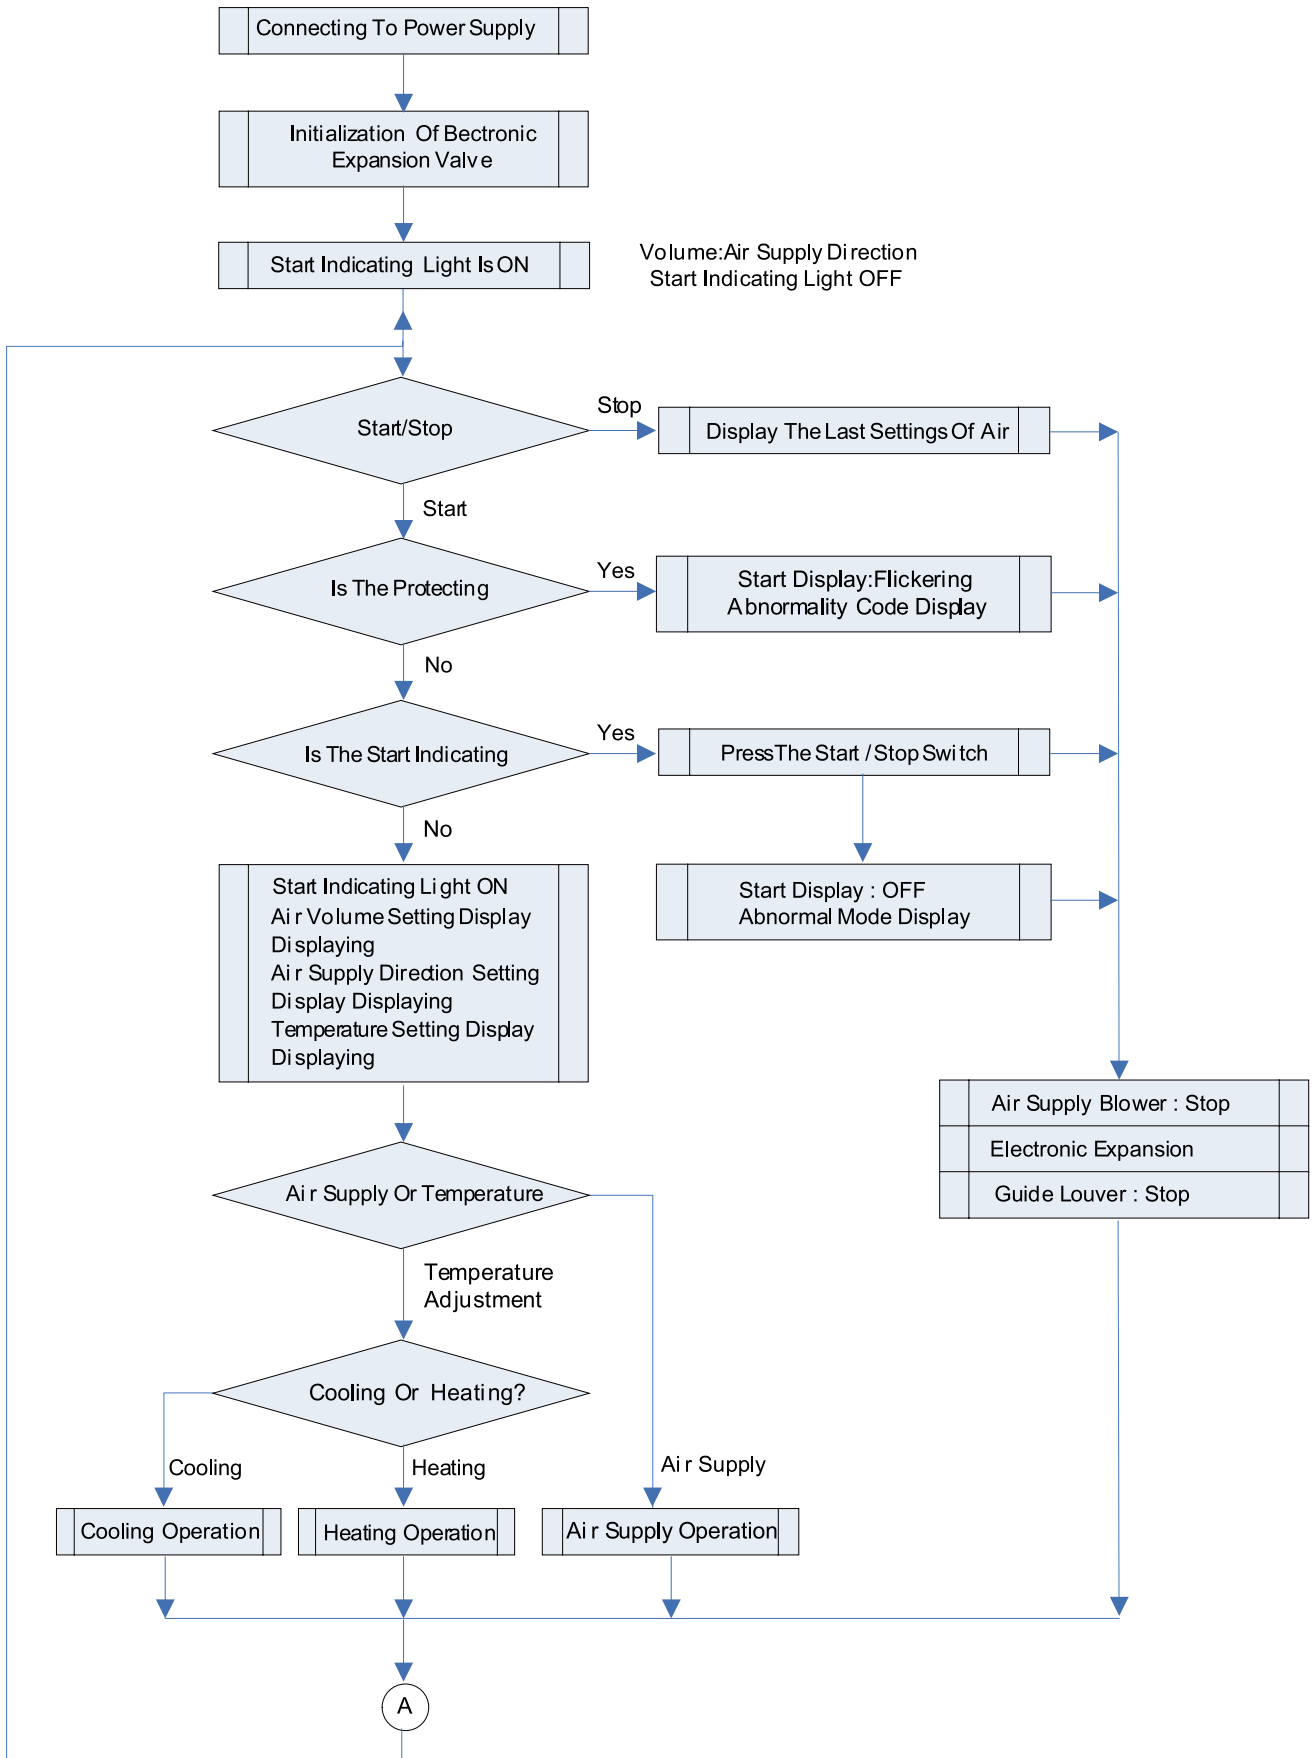 Connecting To Power Supply
Initialization Of Bectronic
Expansion Valve
Start Indicating Light Is ON
Volume:Air Supply Direction
Start Indicating Light OFF
Start/Stop
Stop
Display The Last Settings Of Air
Start
Is The Protecting
Yes
Start Display:Flickering
Abnormality Code Display
No
Is The Start Indicating
Yes
Press The Start / Stop Switch
No
Start Indicating Light ON
Air Volume Setting Display
Displaying
Air Supply Direction Setting
Display Displaying
Temperature Setting Display
Displaying
Start Display : OFF
Abnormal Mode Display
Air Supply Blower : Stop
Electronic Expansion
Guide Louver : Stop
Air Supply Or Temperature
Temperature
Adjustment
Cooling Or Heating?
Cooling
Heating
Air Supply
Cooling Operation
Heating Operation
Air Supply Operation
A